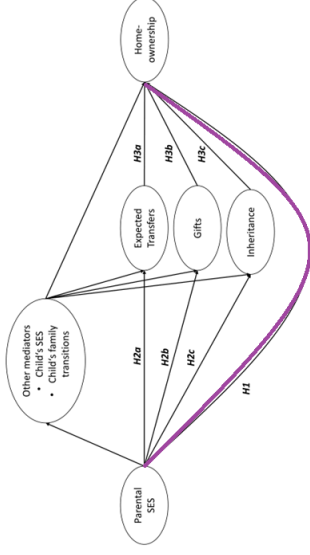 Other mediators
• Child's SES
• Child's family
transitions
Parental
SES
H2a
H2b
H2c
H1
Expected
Transfers
Gifts
Inheritance
H3a
H3b
H3c
Home-
ownership